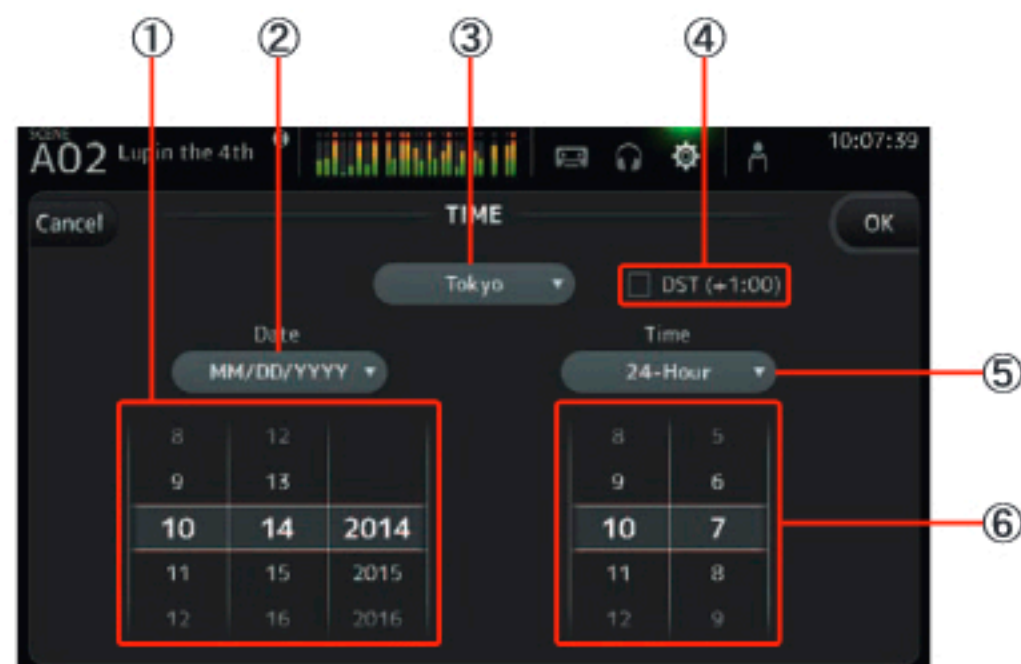 ① ② ③ ④
SCENE
A02 Lupin the 4th 10:07:39
Cancel TIME OK
Tokyo ▼ DST (+1:00)
Date Time
MM/DD/YYYY ▼ 24-Hour ▼ ⑤
8 12 8 5
9 13 9 6
10 14 2014 10 7 ⑥
11 15 2015 11 8
12 16 2016 12 9